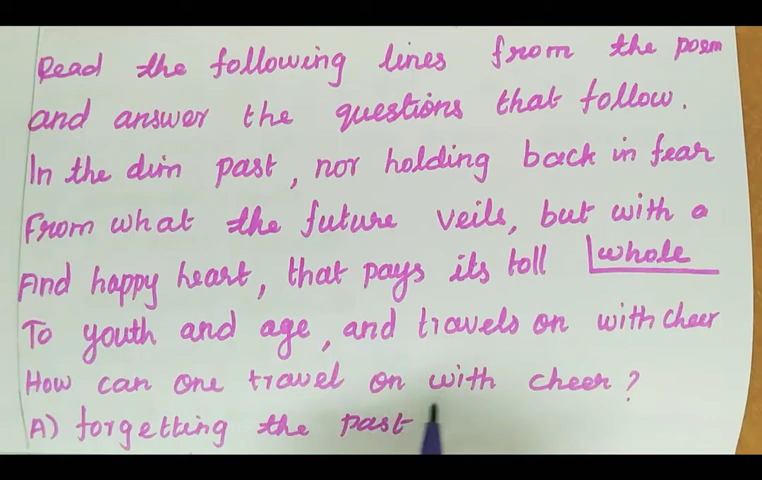 Read the following lines from the poem
and answer the questions that follow.
In the dim past, nor holding back in fear
From what the future veils, but with a
whole
And happy heart, that pays its toll
To youth and age, and travels on with cheer
How can one travel on with cheer?
A) forgetting the past